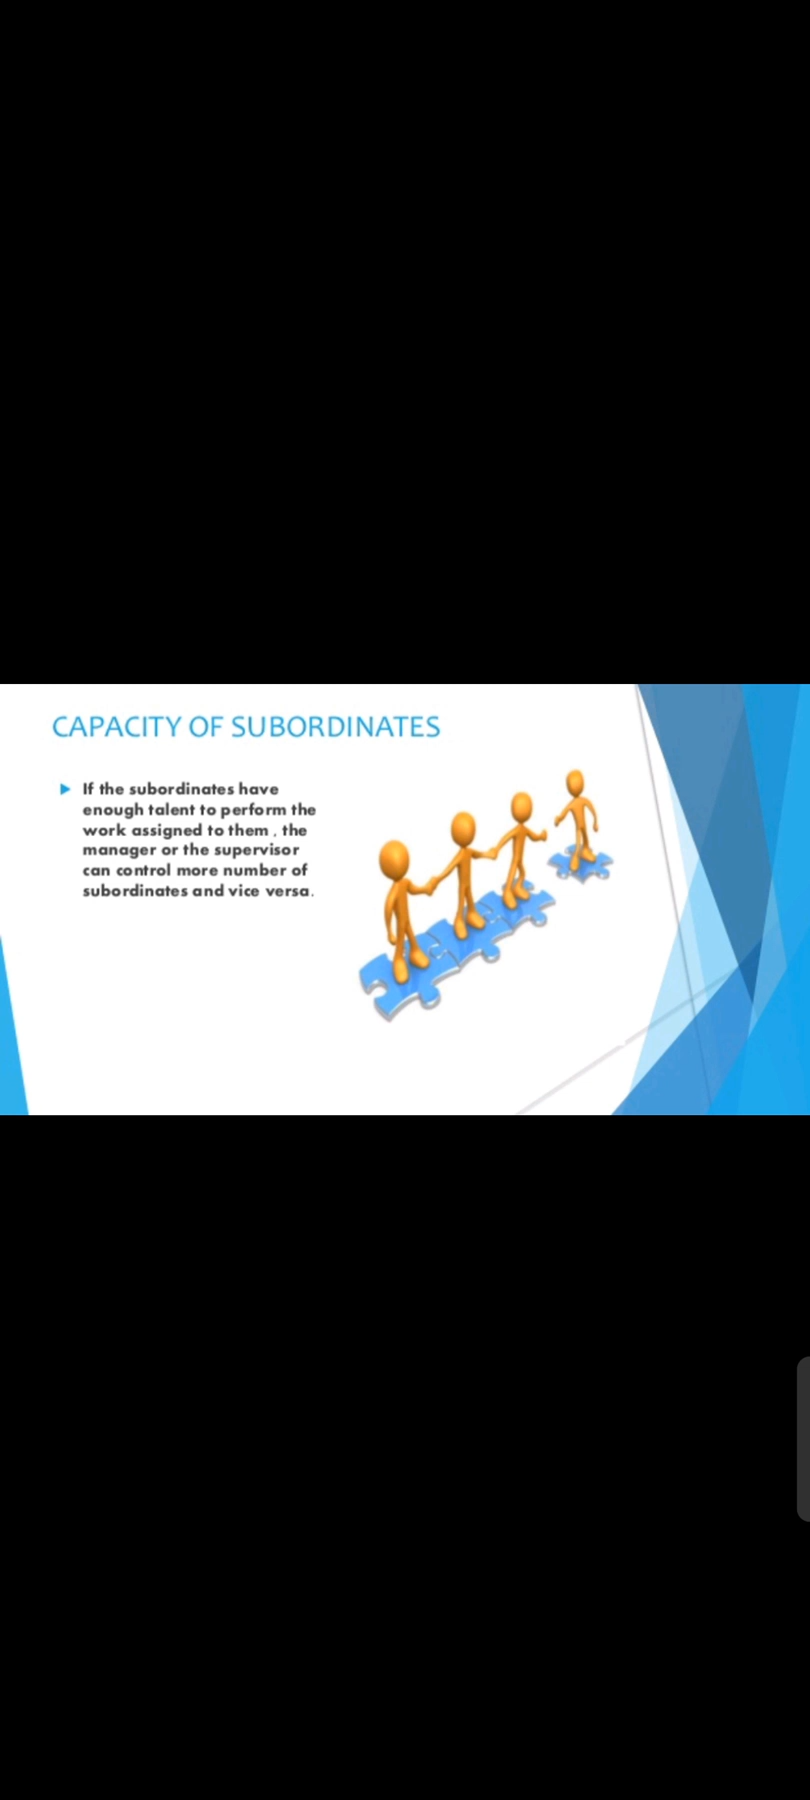 CAPACITY OF SUBORDINATES
If the subordinates have
enough talent to perform the
work assigned to them , the
manager or the supervisor
can control more number of
subordinates and vice versa.